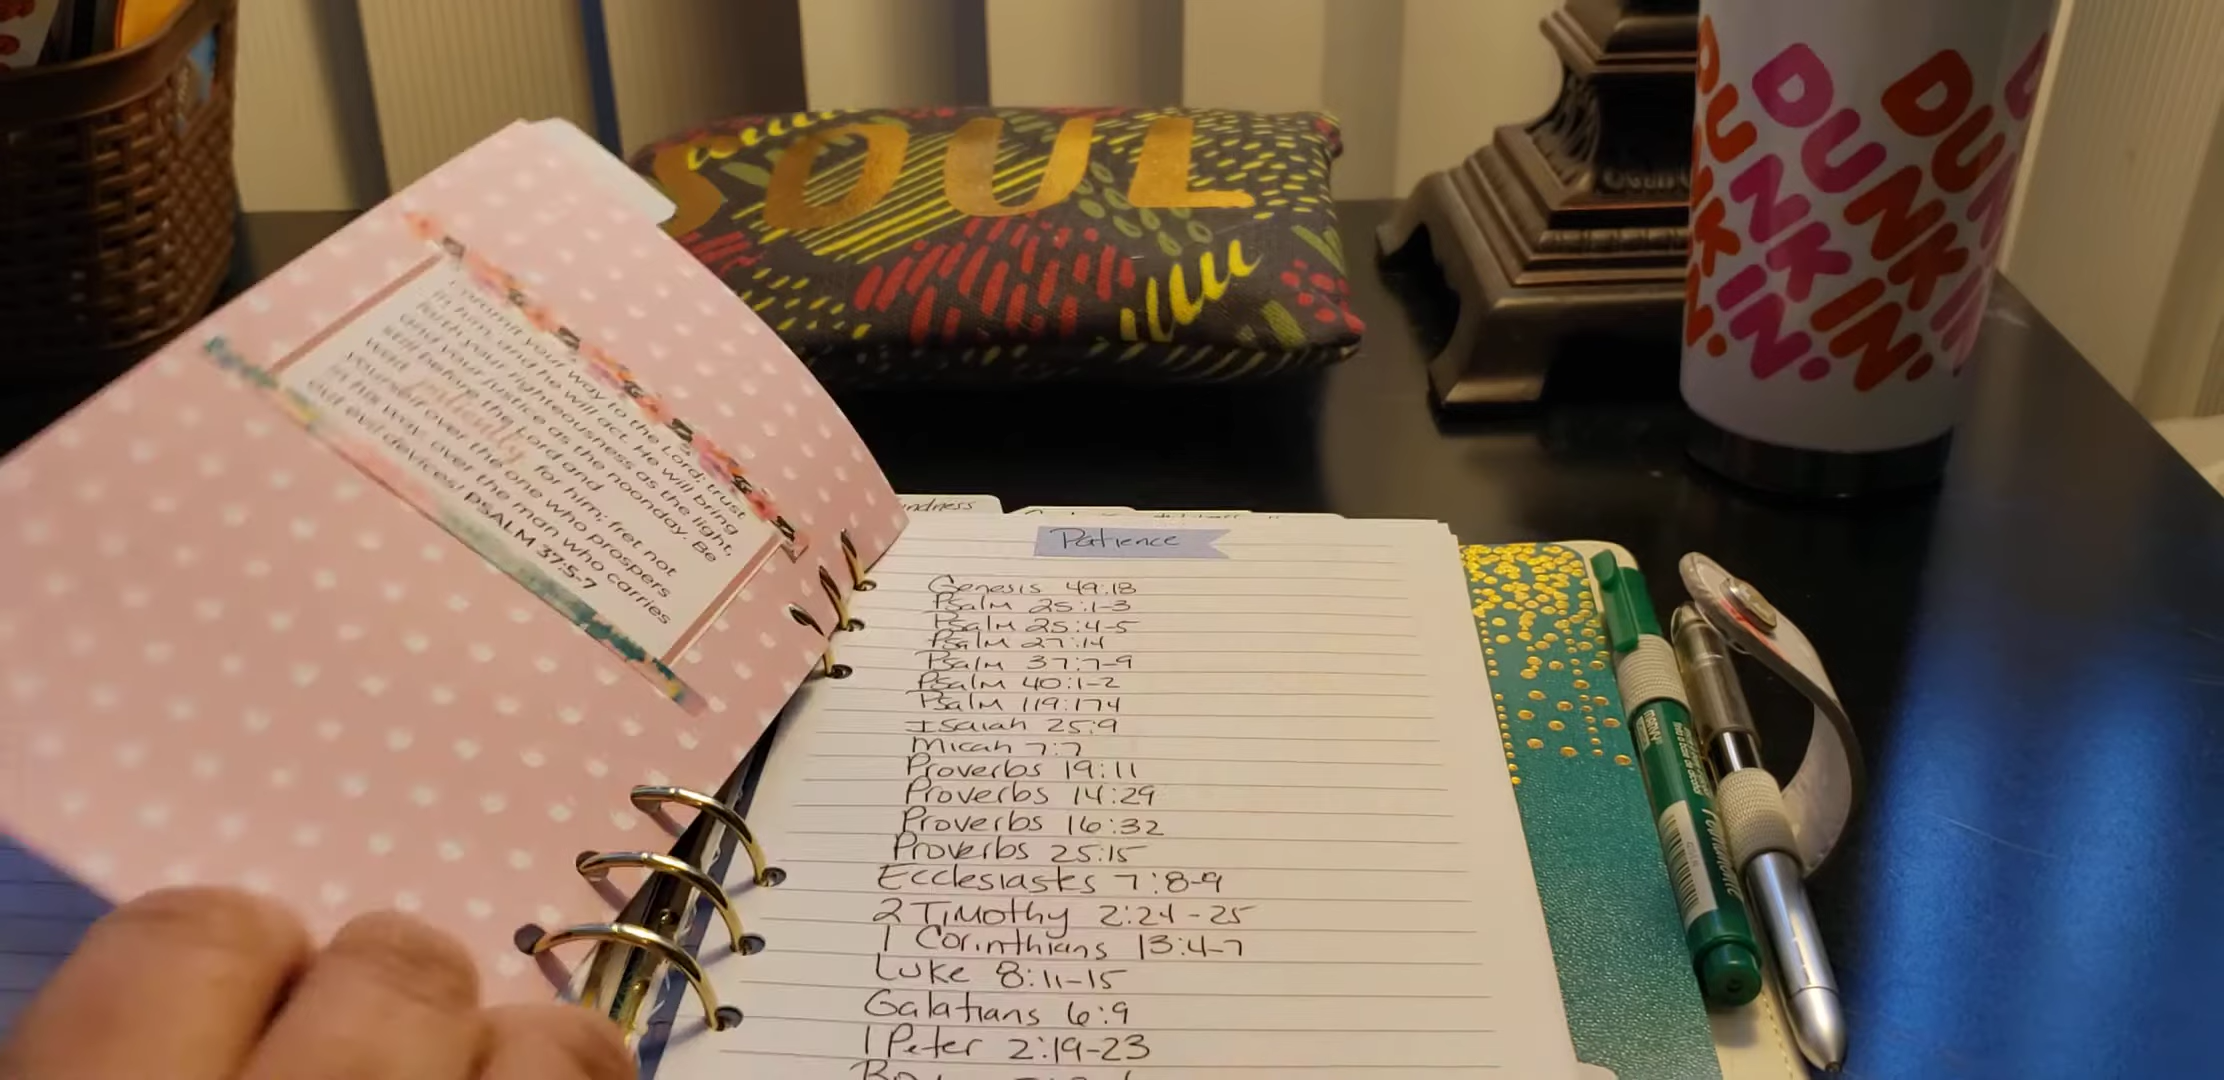 SOUL
DUNKIN'
DUNKIN'
DUNKIN'
Commit your way to the Lord; trust
in him, and he will act. He will bring
forth your righteousness as the light,
and your justice as the noonday. Be
still before the Lord and
wait patiently for him; fret not
yourself over the one who prospers
in his way, over the man who carries
out evil devices! PSALM 37:5-7
indness
Patience
Genesis 49:18
Psalm 25:1-3
Psalm 25:4-5
Psalm 27:14
Psalm 37:7-9
Psalm 40:1-2
Psalm 119:174
Isaiah 25:9
Micah 7:7
Proverbs 19:11
Proverbs 14:29
Proverbs 16:32
Proverbs 25:15
Ecclesiastes 7:8-9
2 Timothy 2:24-25
1 Corinthians 13:4-7
Luke 8:11-15
Galatians 6:9
1 Peter 2:19-23